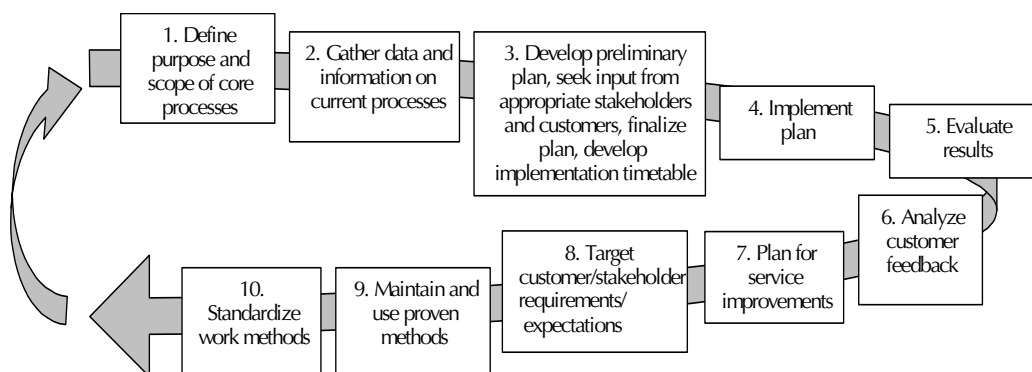 1. Define
purpose and
scope of core
processes
2. Gather data and
information on
current processes
3. Develop preliminary
plan, seek input from
appropriate stakeholders
and customers, finalize
plan, develop
implementation timetable
4. Implement
plan
5. Evaluate
results
6. Analyze
customer
feedback
7. Plan for
service
improvements
8. Target
customer/stakeholder
requirements/
expectations
9. Maintain and
use proven
methods
10.
Standardize
work methods